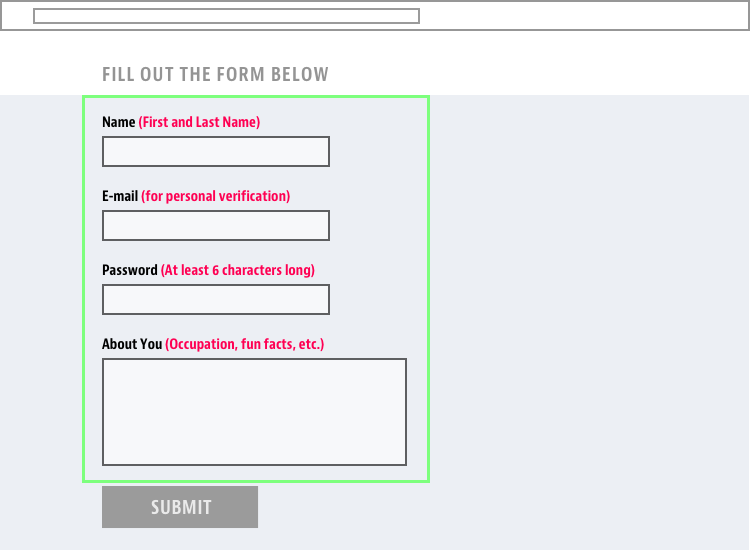 FILL OUT THE FORM BELOW
Name (First and Last Name)
E-mail (for personal verification)
Password (At least 6 characters long)
About You (Occupation, fun facts, etc.)
SUBMIT